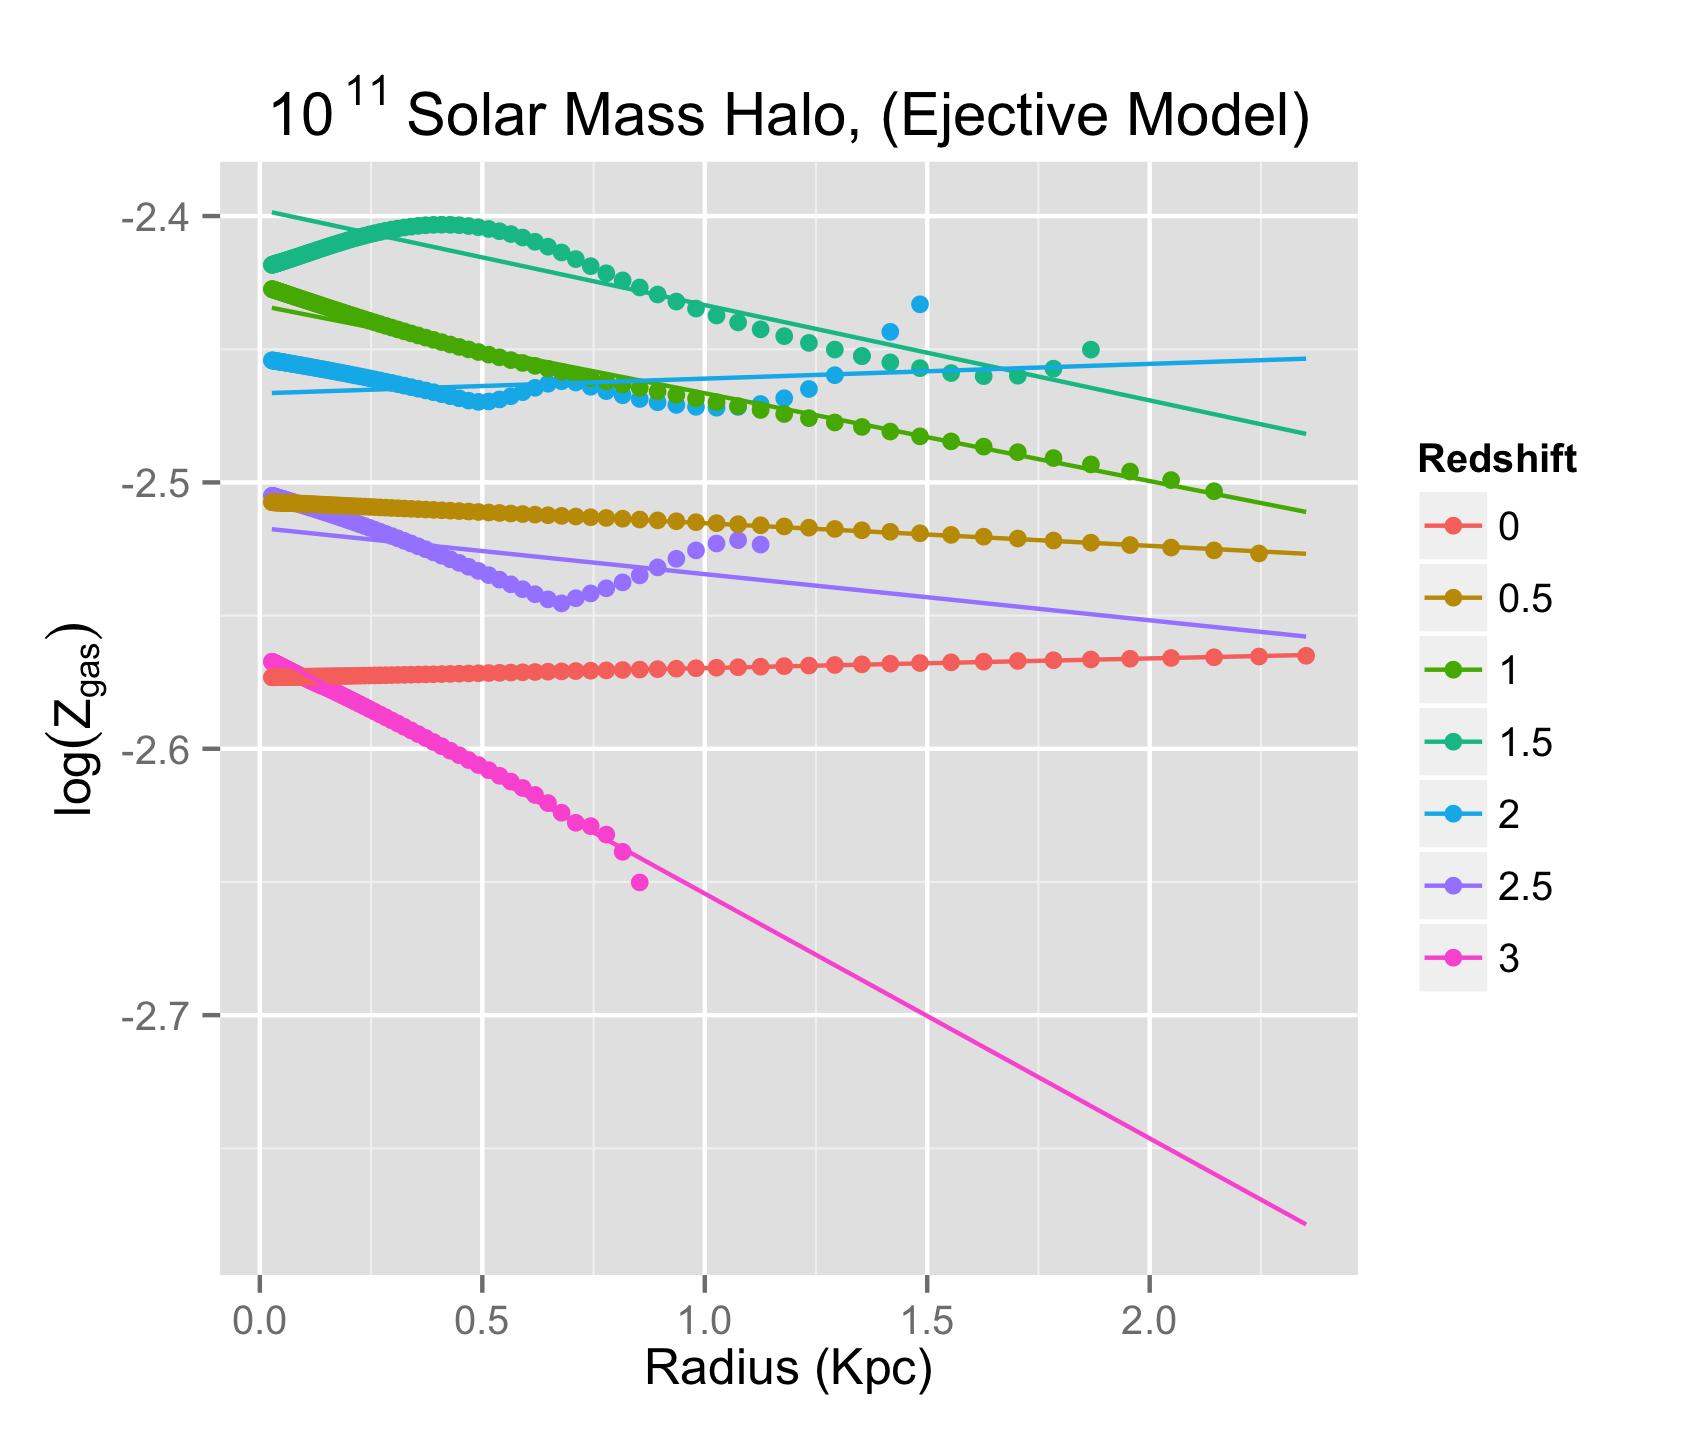 10^11 Solar Mass Halo, (Ejective Model)
log(Z_gas)
-2.4
-2.5
-2.6
-2.7
0.0 0.5 1.0 1.5 2.0
Radius (Kpc)
Redshift
0
0.5
1
1.5
2
2.5
3